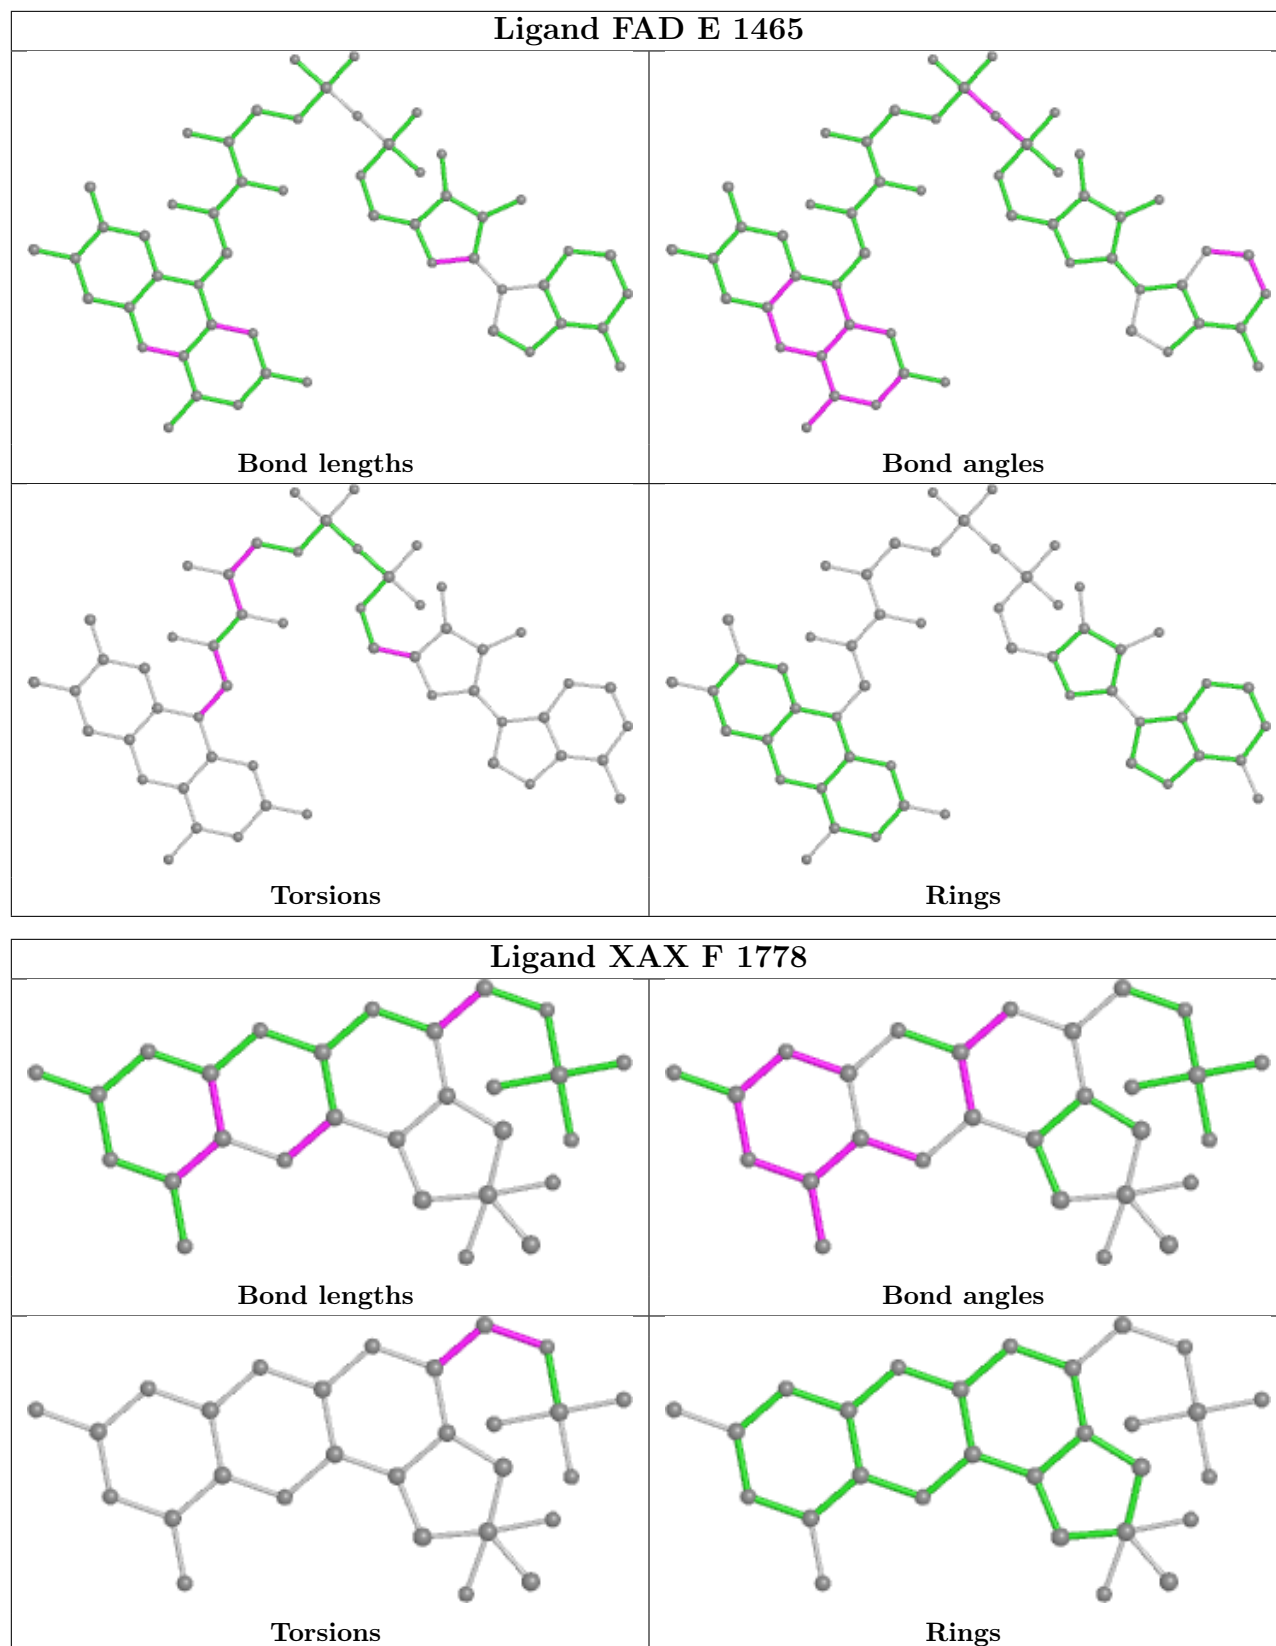 Ligand FAD E 1465
Bond lengths
Bond angles
Torsions
Rings
Ligand XAX F 1778
Bond lengths
Bond angles
Torsions
Rings